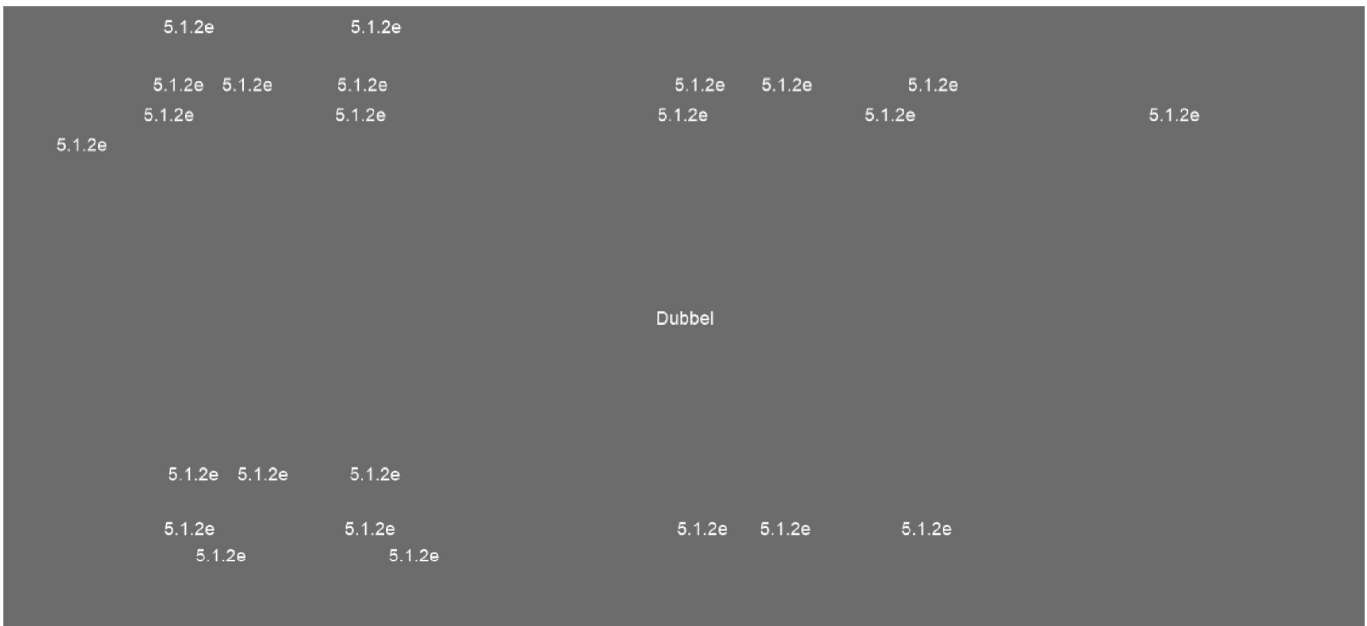 5.1.2e 5.1.2e
5.1.2e 5.1.2e 5.1.2e 5.1.2e 5.1.2e 5.1.2e
5.1.2e 5.1.2e 5.1.2e 5.1.2e 5.1.2e
5.1.2e
Dubbel
5.1.2e 5.1.2e 5.1.2e
5.1.2e 5.1.2e 5.1.2e 5.1.2e 5.1.2e
5.1.2e 5.1.2e